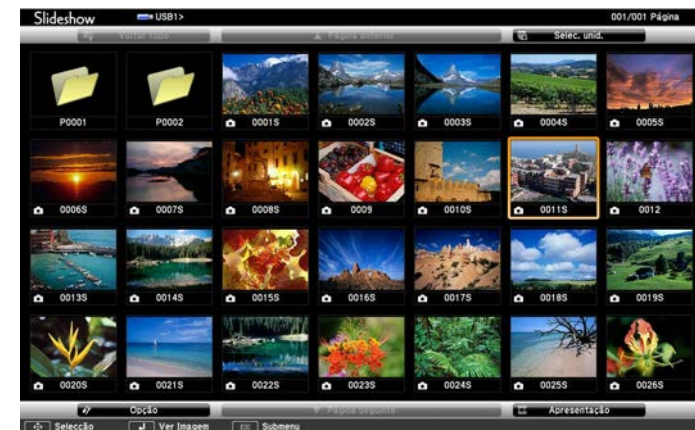 Slideshow USB1> 001/001 Página
Voltar topo Página anterior Selec. unid.
P0001 P0002 0001S 0002S 0003S 0004S 0005S
0006S 0007S 0008S 0009 0010S 0011S 0012
0013S 0014S 0015S 0016S 0017S 0018S 0019S
0020S 0021S 0022S 0023S 0024S 0025S 0026S
Opção Página seguinte Apresentação
Selecção Ver Imagem ESC Submenu